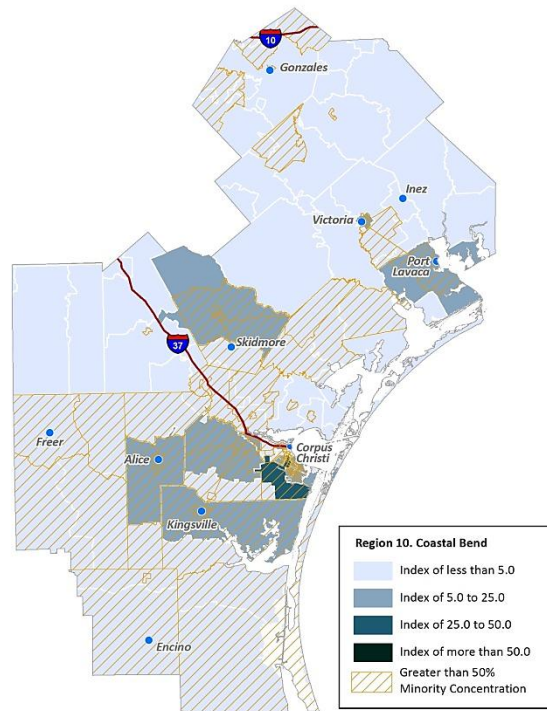 10
Gonzales
Inez
Victoria
Port
Lavaca
37
Skidmore
Freer
Alice
Corpus
Christi
Kingsville
Encino
Region 10. Coastal Bend
Index of less than 5.0
Index of 5.0 to 25.0
Index of 25.0 to 50.0
Index of more than 50.0
Greater than 50%
Minority Concentration